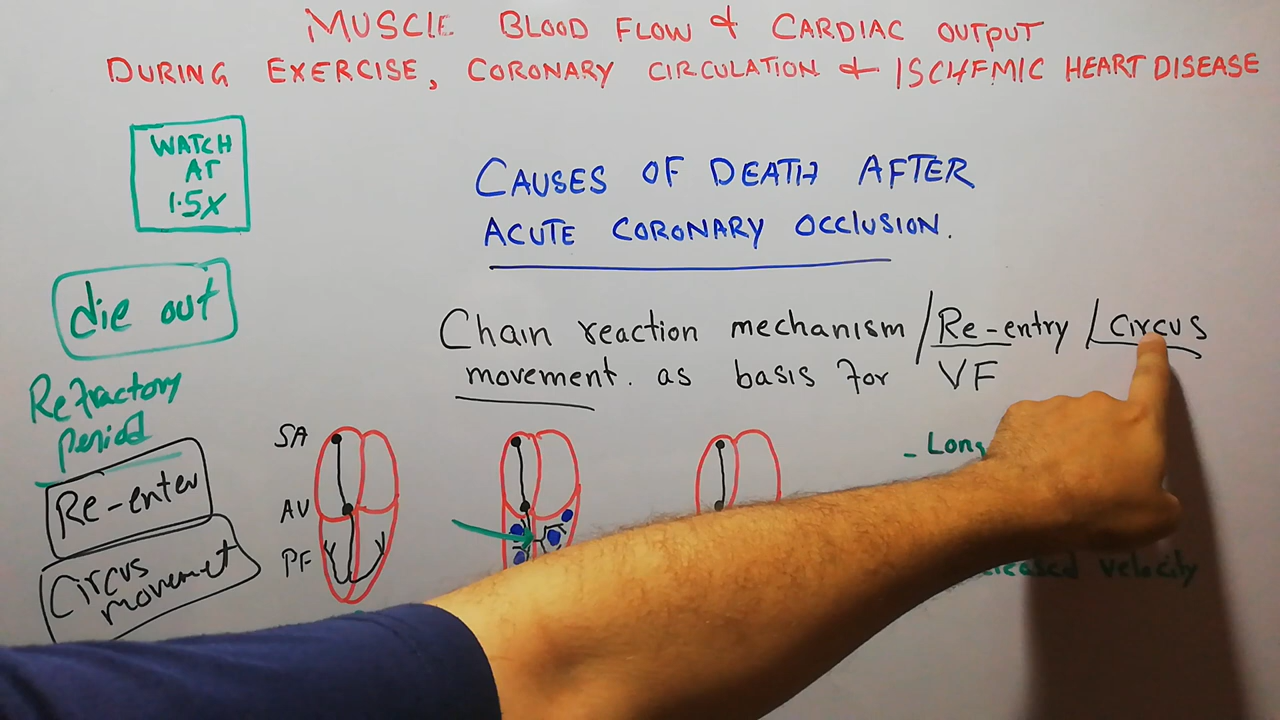 MUSCLE BLOOD FLOW & CARDIAC OUTPUT
DURING EXERCISE, CORONARY CIRCULATION & ISCHEMIC HEART DISEASE
WATCH
AT
1.5X
CAUSES OF DEATH AFTER
ACUTE CORONARY OCCLUSION.
die out
Chain reaction mechanism / Re-entry / Circus
movement. as basis for VF
Refractory
period
Re-enter
Circus
movement
SA
AV
PF
- Long
velocity